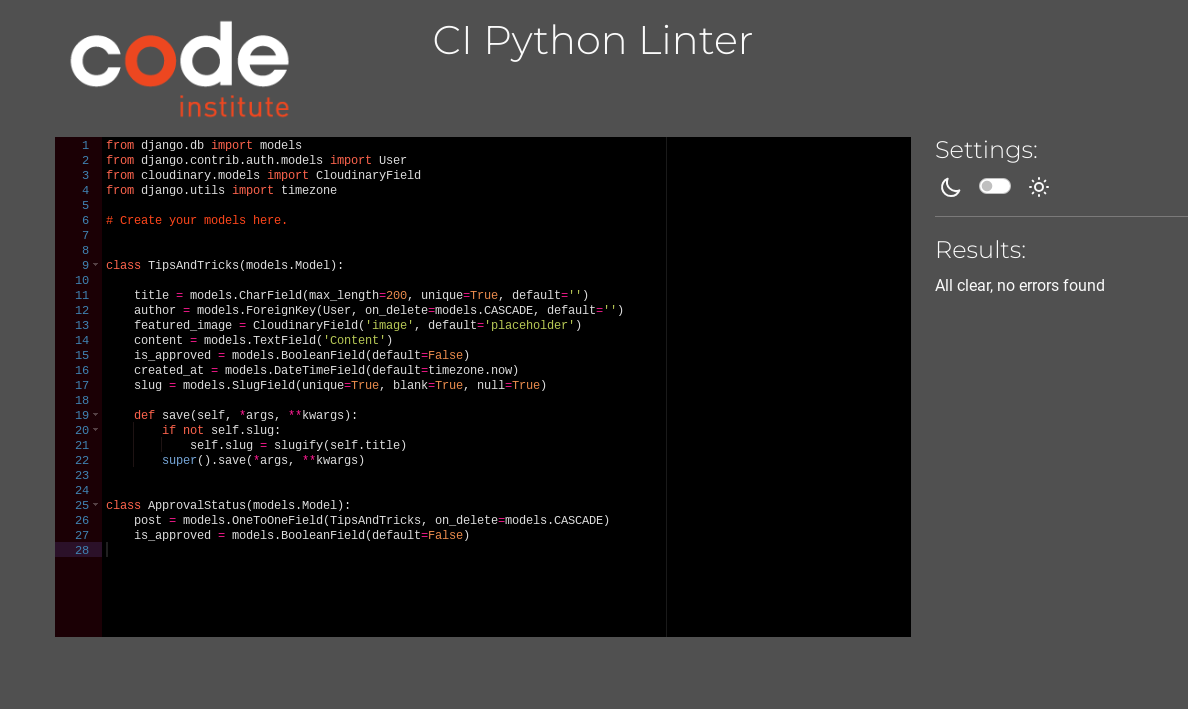 code
institute
CI Python Linter
1 from django.db import models
2 from django.contrib.auth.models import User
3 from cloudinary.models import CloudinaryField
4 from django.utils import timezone
5
6 # Create your models here.
7
8
9 class TipsAndTricks(models.Model):
10
11     title = models.CharField(max_length=200, unique=True, default='')
12     author = models.ForeignKey(User, on_delete=models.CASCADE, default='')
13     featured_image = CloudinaryField('image', default='placeholder')
14     content = models.TextField('Content')
15     is_approved = models.BooleanField(default=False)
16     created_at = models.DateTimeField(default=timezone.now)
17     slug = models.SlugField(unique=True, blank=True, null=True)
18
19     def save(self, *args, **kwargs):
20         if not self.slug:
21             self.slug = slugify(self.title)
22         super().save(*args, **kwargs)
23
24
25 class ApprovalStatus(models.Model):
26     post = models.OneToOneField(TipsAndTricks, on_delete=models.CASCADE)
27     is_approved = models.BooleanField(default=False)
28
Settings:
Results:
All clear, no errors found